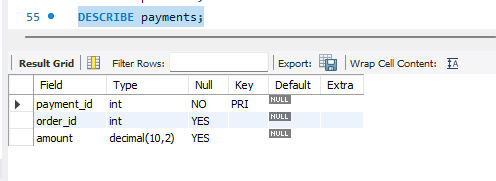 55 DESCRIBE payments;
Result Grid Filter Rows: Export: Wrap Cell Content: IA
Field Type Null Key Default Extra
payment_id int NO PRI NULL
order_id int YES NULL
amount decimal(10,2) YES NULL